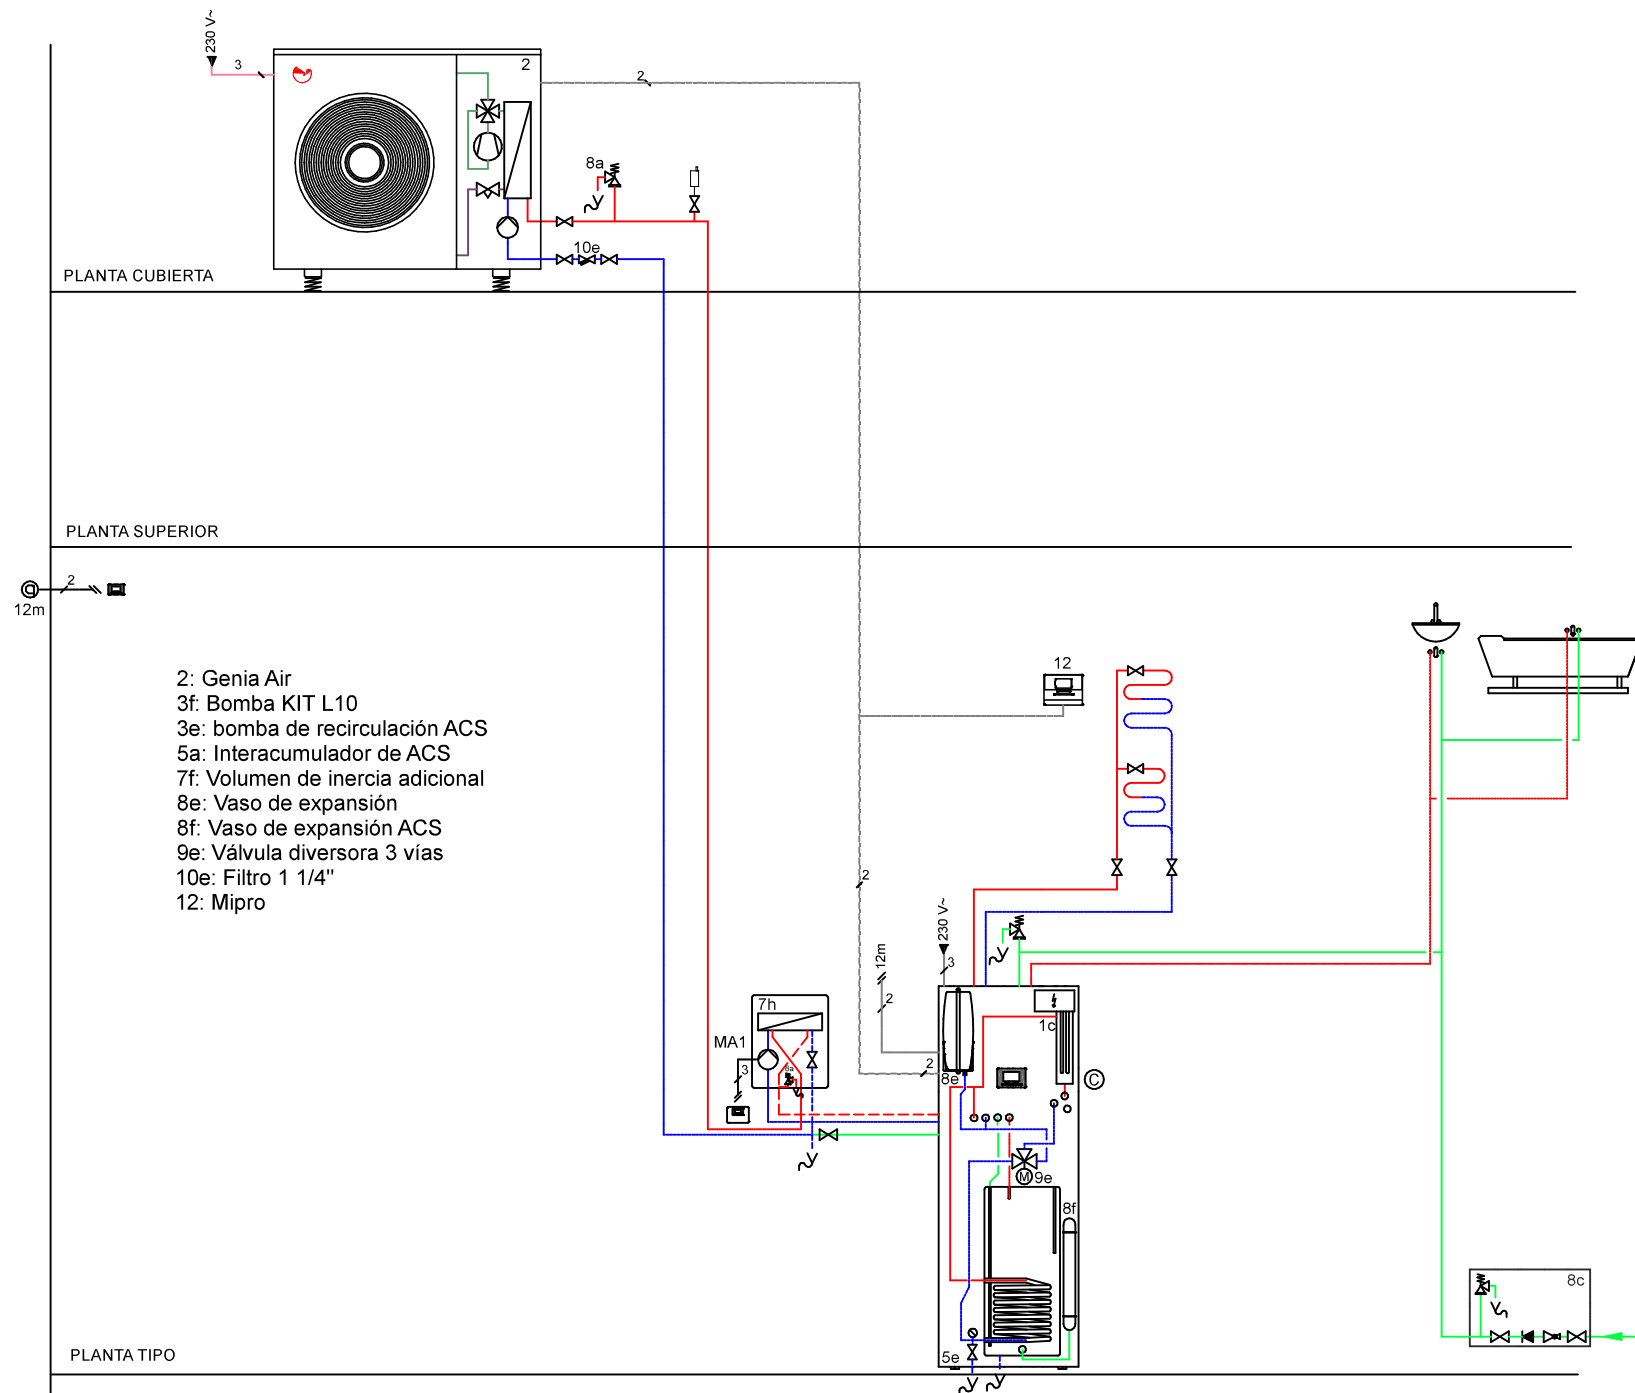 230 V~
3
2
2
8a
10e
PLANTA CUBIERTA
PLANTA SUPERIOR
2
12m
2: Genia Air
3f: Bomba KIT L10
3e: bomba de recirculación ACS
5a: Interacumulador de ACS
7f: Volumen de inercia adicional
8e: Vaso de expansión
8f: Vaso de expansión ACS
9e: Válvula diversora 3 vías
10e: Filtro 1 1/4"
12: Mipro
12
2
230 V~
12m
3
2
7h
1c
MA1
8a
3
2
8e
C
M
9e
8f
8c
5e
PLANTA TIPO